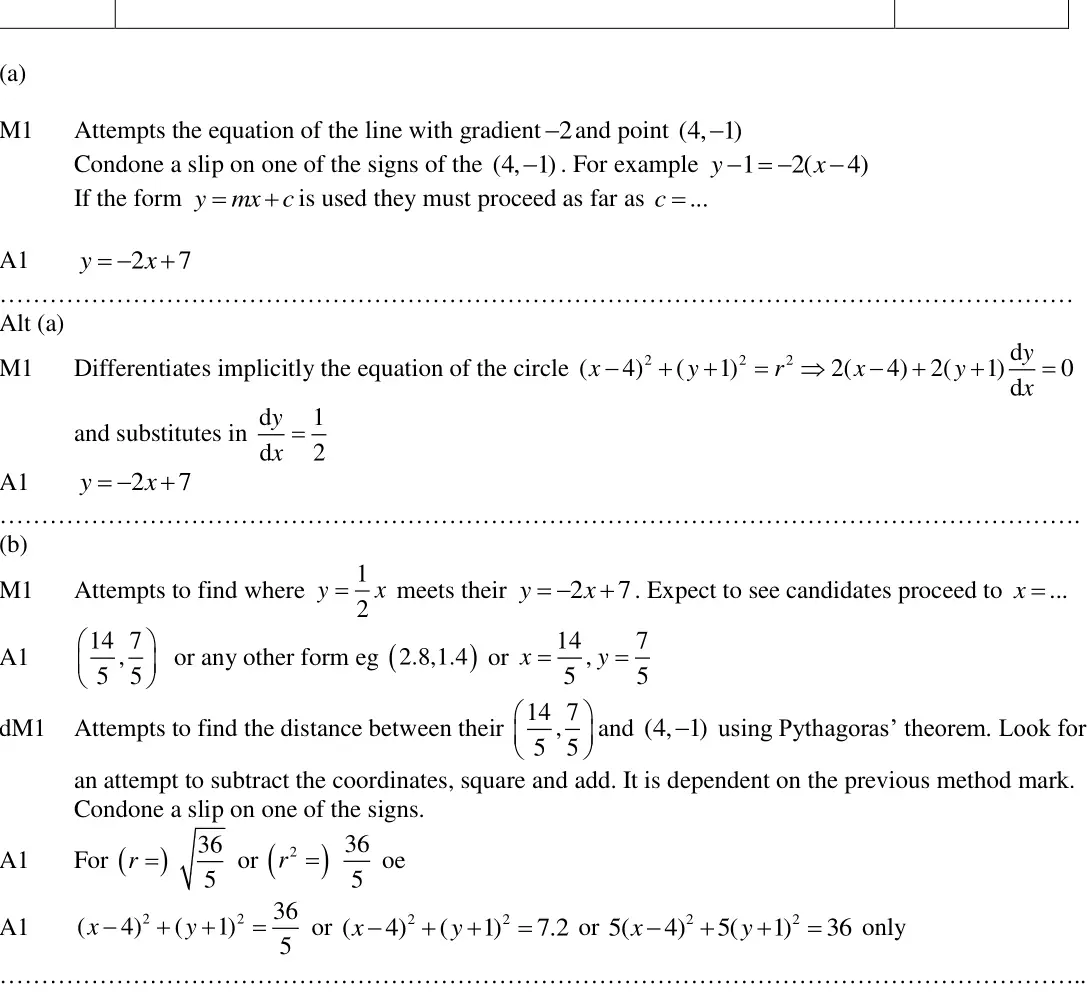 (a)
M1 Attempts the equation of the line with gradient −2 and point (4, −1)
Condone a slip on one of the signs of the (4, −1). For example y − 1 = −2(x − 4)
If the form y = mx + c is used they must proceed as far as c = ...
A1 y = −2x + 7
……………………………………………………………………………………………………………………
Alt (a)
M1 Differentiates implicitly the equation of the circle (x − 4)² + (y + 1)² = r² ⇒ 2(x − 4) + 2(y + 1) dy/dx = 0
and substitutes in dy/dx = 1/2
A1 y = −2x + 7
…………………………………………………………………………………………………………………….
(b)
M1 Attempts to find where y = 1/2 x meets their y = −2x + 7. Expect to see candidates proceed to x = ...
A1 (14/5, 7/5) or any other form eg (2.8,1.4) or x = 14/5, y = 7/5
dM1 Attempts to find the distance between their (14/5, 7/5) and (4, −1) using Pythagoras’ theorem. Look for
an attempt to subtract the coordinates, square and add. It is dependent on the previous method mark.
Condone a slip on one of the signs.
A1 For (r =) √(36/5) or (r² =) 36/5 oe
A1 (x − 4)² + (y + 1)² = 36/5 or (x − 4)² + (y + 1)² = 7.2 or 5(x − 4)² + 5(y + 1)² = 36 only
……………………………………………………………………………………………………………………..